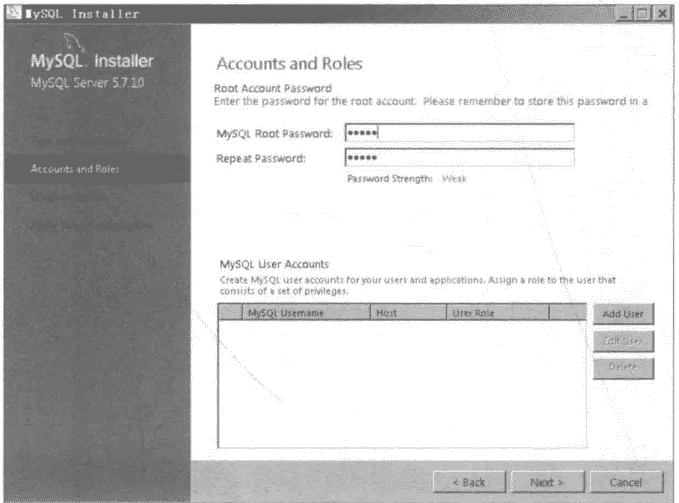 MySQL Installer
MySQL. Installer
MySQL Server 5.7.10
Accounts and Roles
Accounts and Roles
Root Account Password
Enter the password for the root account. Please remember to store this password in a
MySQL Root Password: •••••
Repeat Password: •••••
Password Strength: Weak
MySQL User Accounts
Create MySQL user accounts for your users and applications. Assign a role to the user that
consists of a set of privileges.
MySQL Username Host User Role
Add User
Edit User
Delete
< Back Next > Cancel